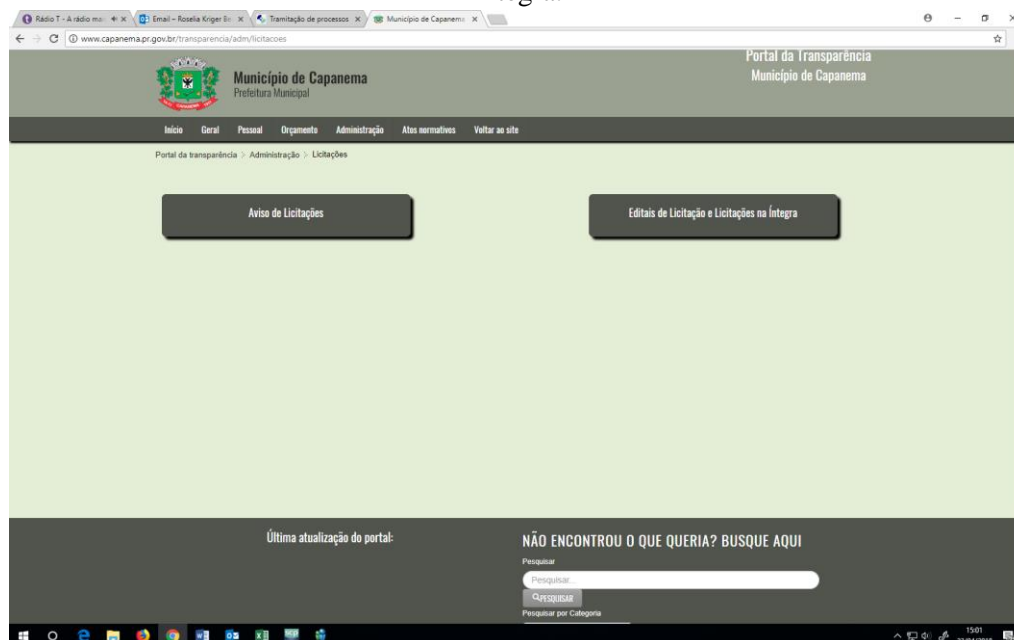 Rádio T - A rádio ma
Email – Roselia Kriger Be
Tramitação de processos
Município de Capanema
www.capanema.pr.gov.br/transparencia/adm/licitacoes
Município de Capanema
Prefeitura Municipal
Portal da Transparência
Município de Capanema
Início Geral Pessoal Orçamento Administração Atos normativos Voltar ao site
Portal da transparência > Administração > Licitações
Aviso de Licitações
Editais de Licitação e Licitações na Íntegra
Última atualização do portal:
NÃO ENCONTROU O QUE QUERIA? BUSQUE AQUI
Pesquisar
Pesquisar...
PESQUISAR
Pesquisar por Categoria
15:01